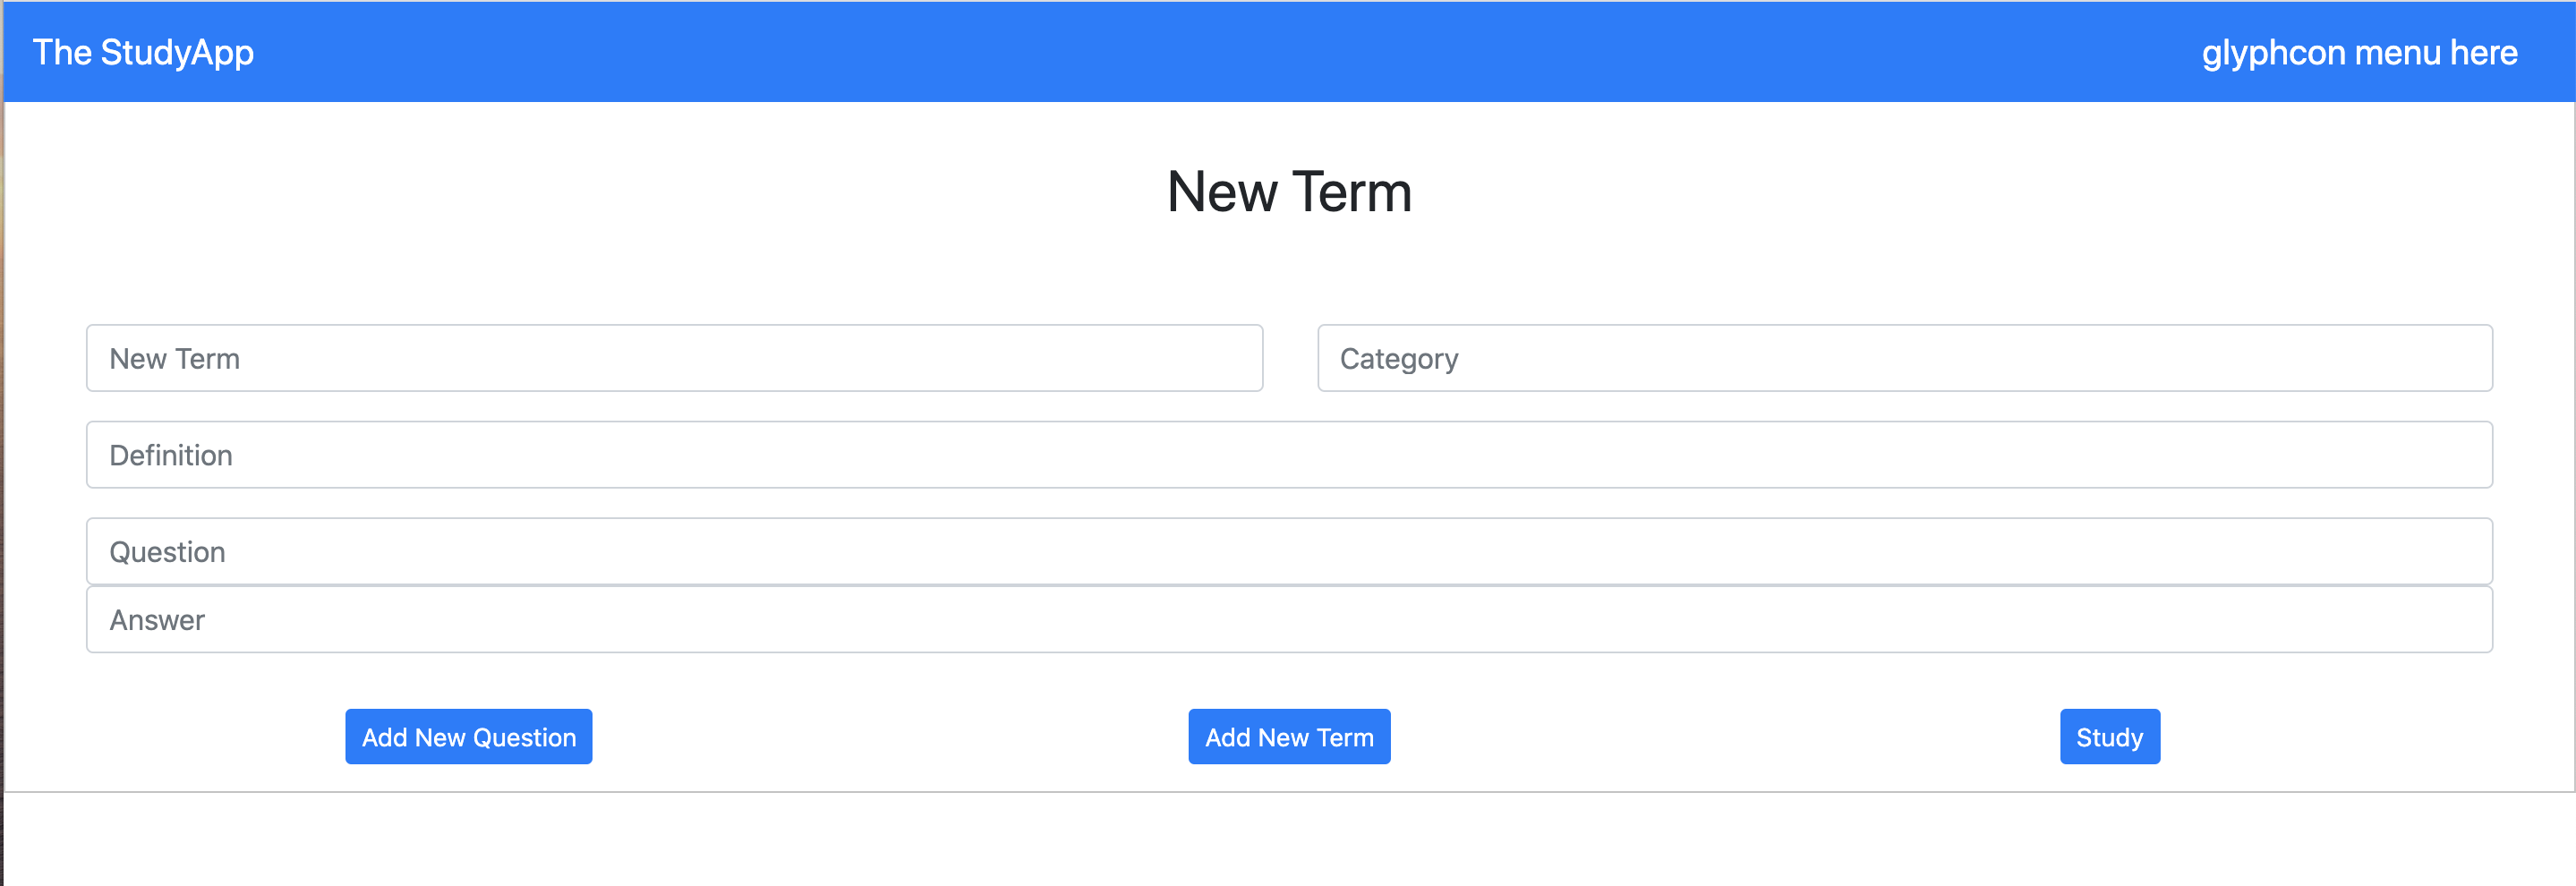 The StudyApp glyphcon menu here
New Term
New Term Category
Definition
Question
Answer
Add New Question Add New Term Study